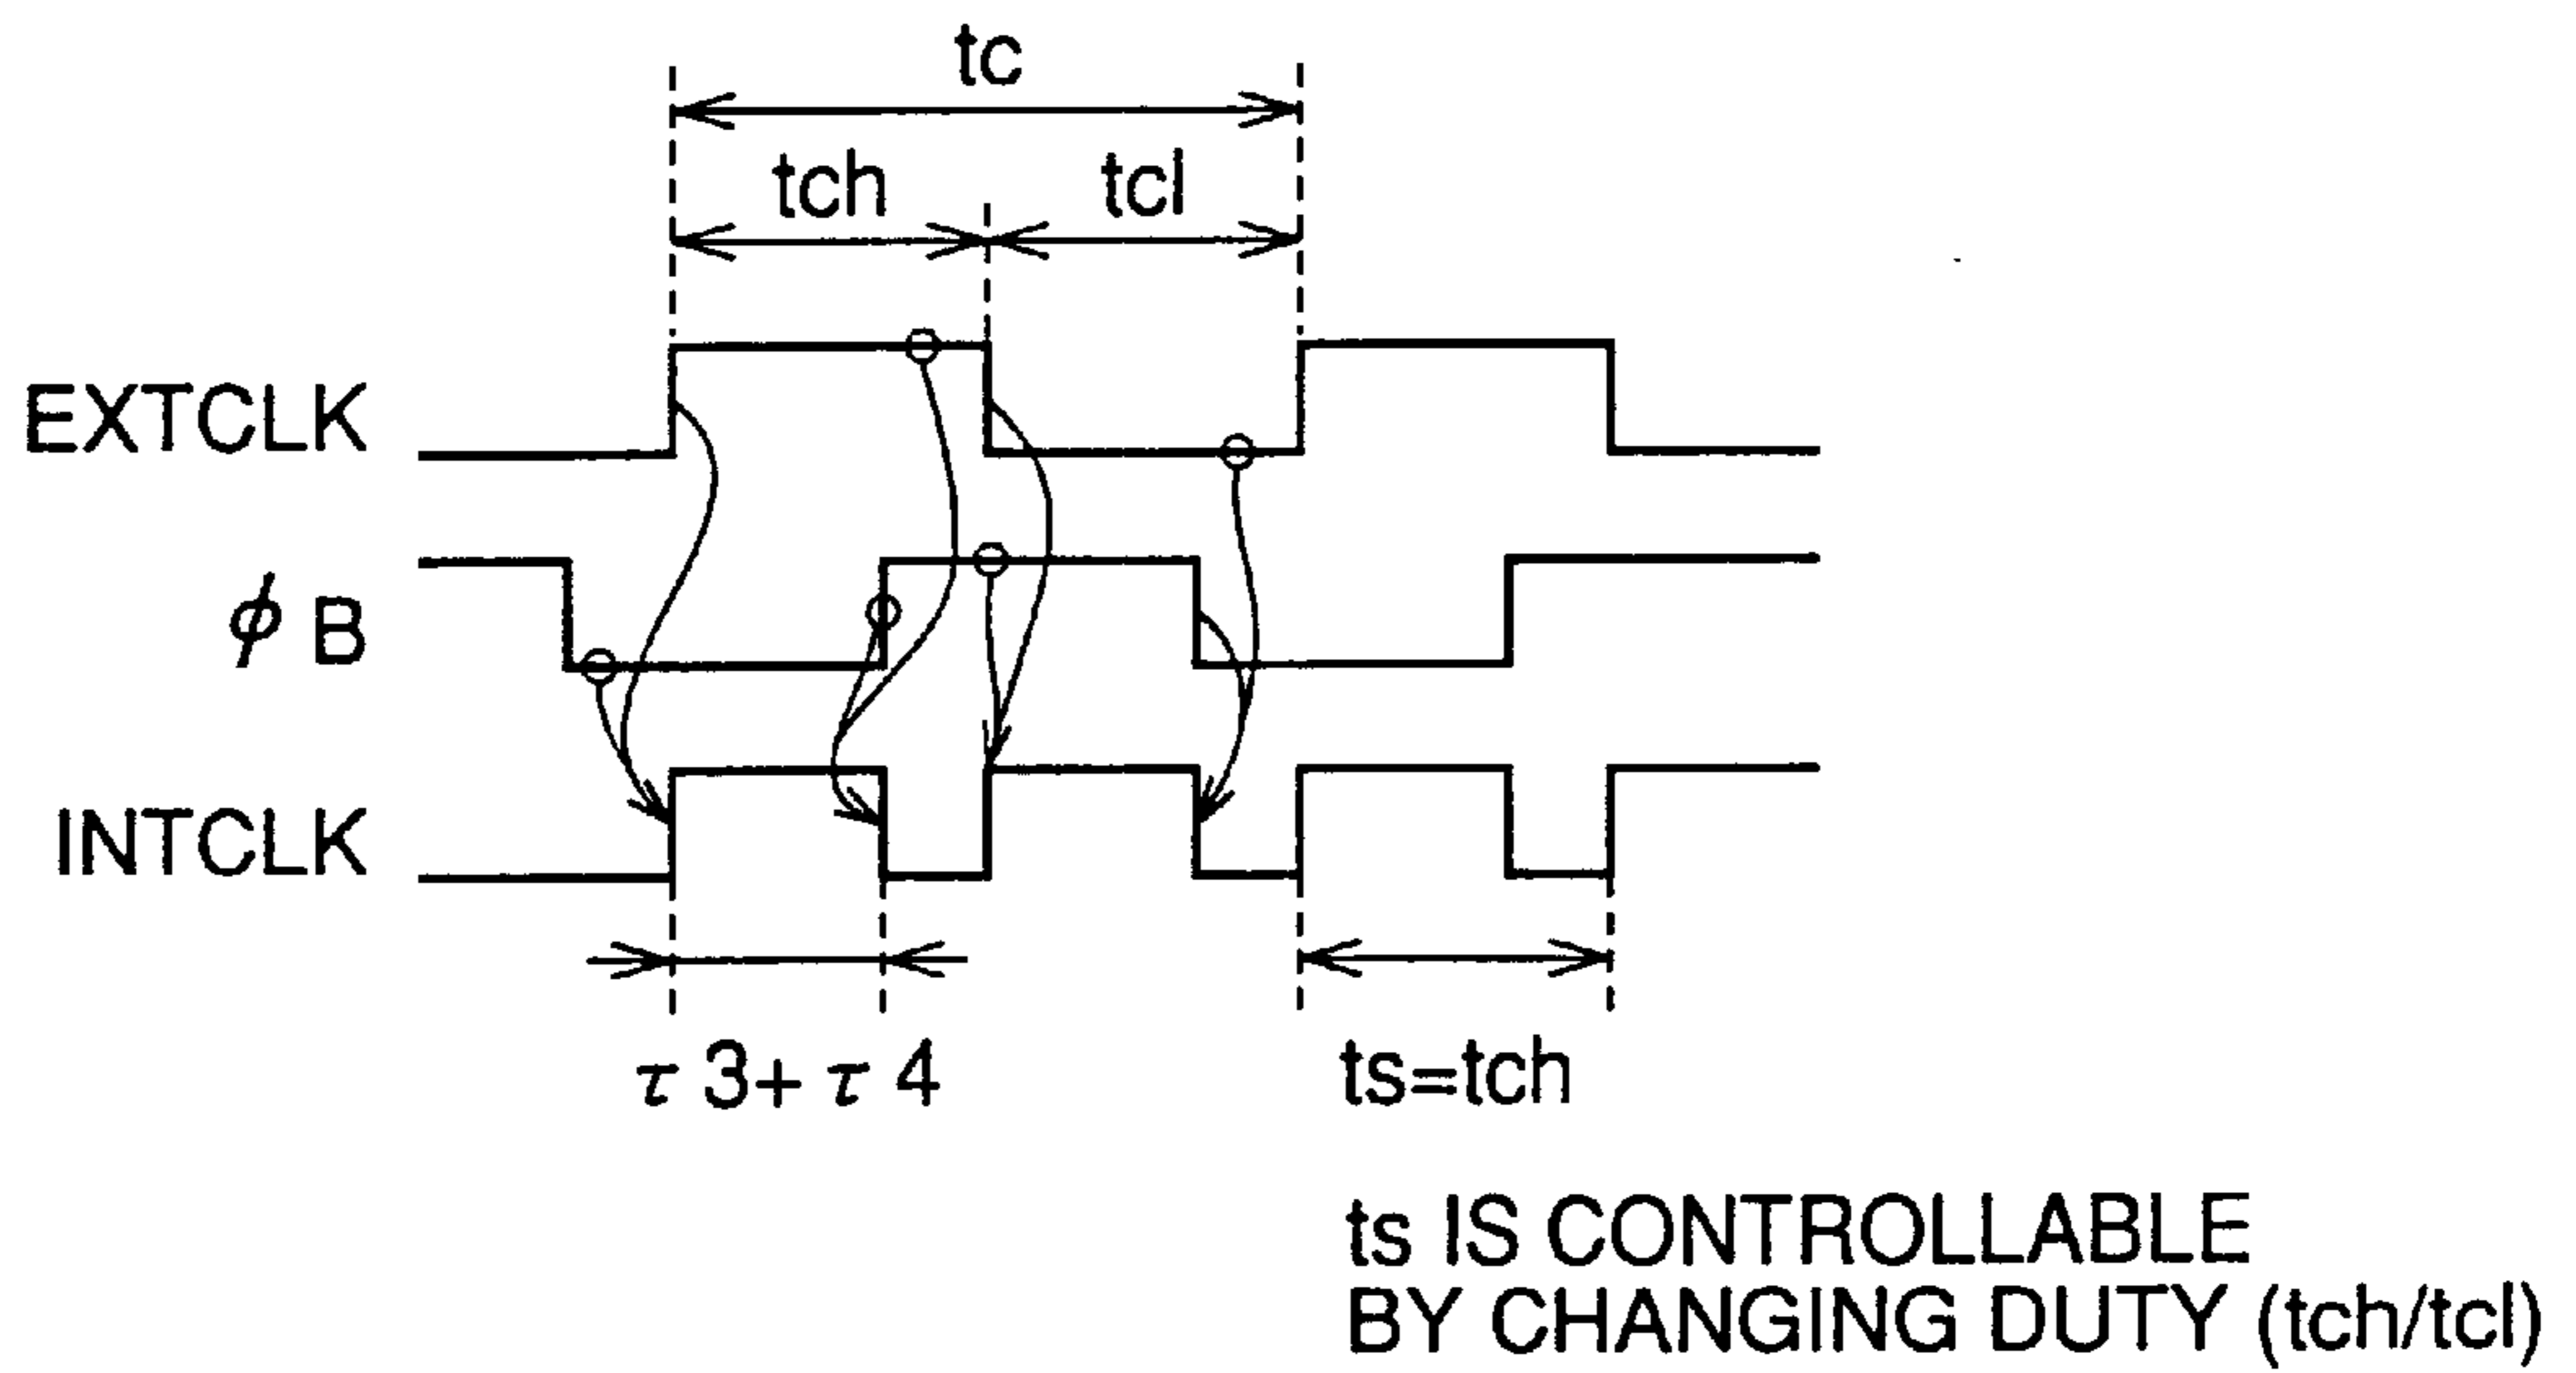 tc
tch
tcl
EXTCLK
ϕ B
INTCLK
τ 3+ τ 4
ts=tch
ts IS CONTROLLABLE
BY CHANGING DUTY (tch/tcl)